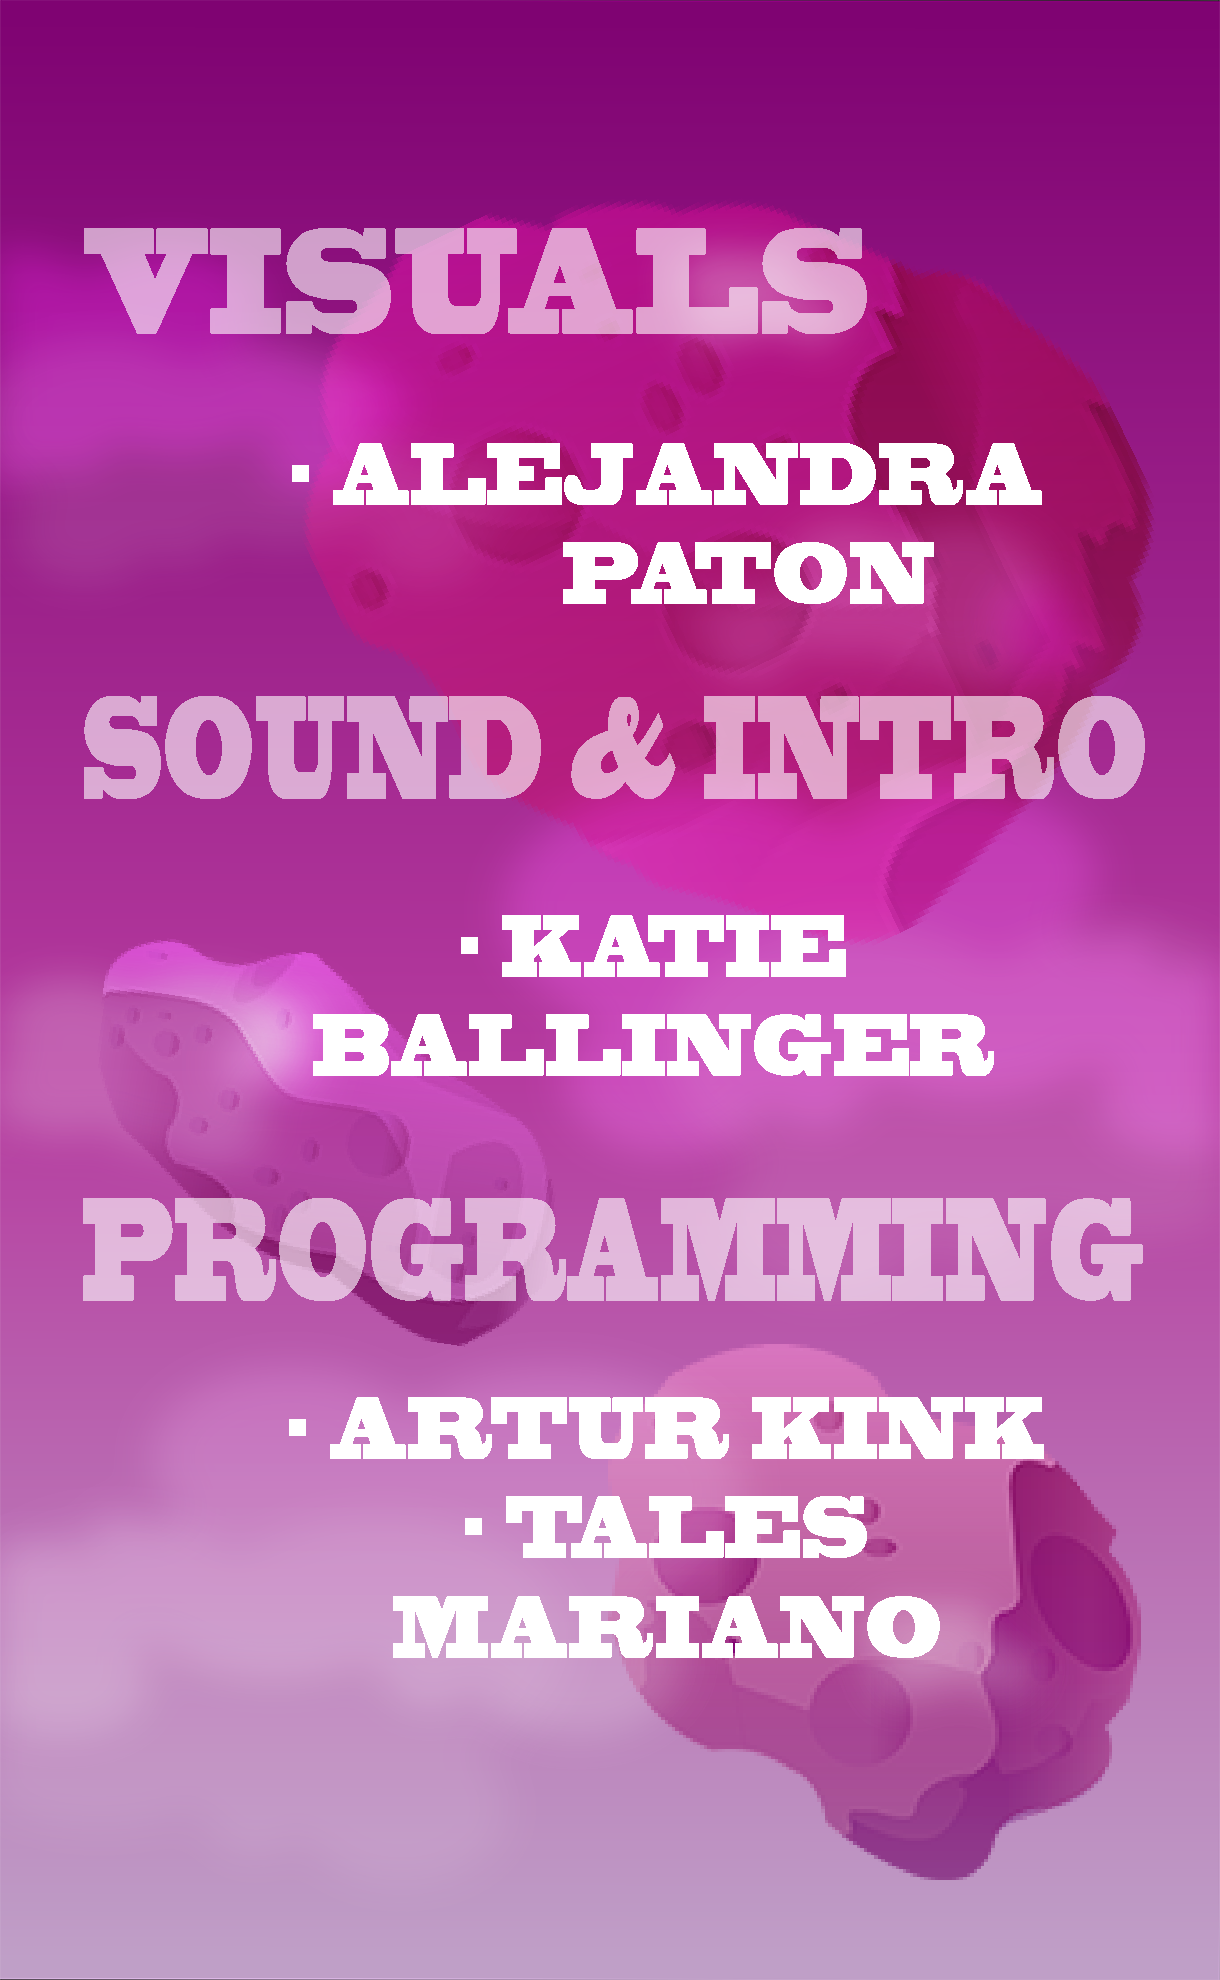 VISUALS
· ALEJANDRA
PATON
SOUND & INTRO
· KATIE
BALLINGER
PROGRAMMING
· ARTUR KINK
· TALES
MARIANO